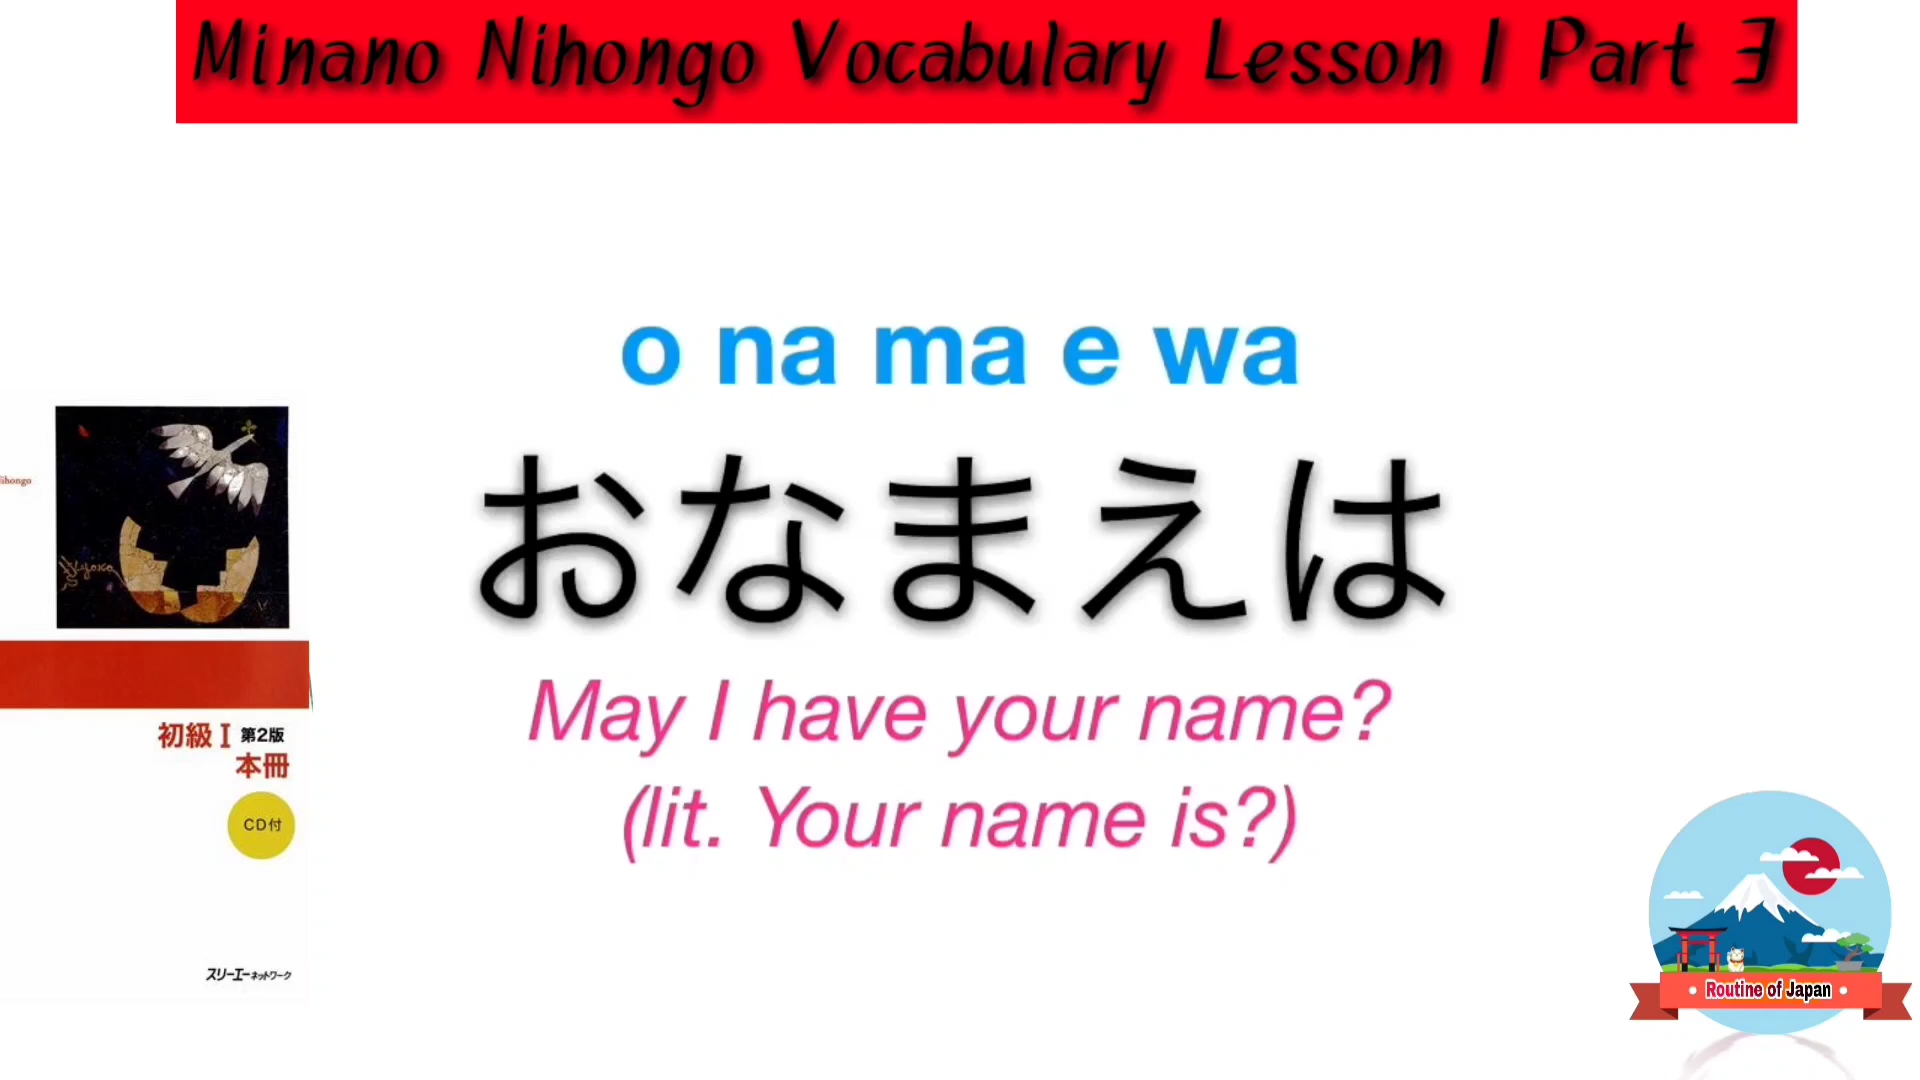 Minano Nihongo Vocabulary Lesson 1 Part 3
o na ma e wa
おなまえは
May I have your name?
(lit. Your name is?)
ihongo
初級 I 第2版
本冊
CD付
スリーエーネットワーク
Routine of Japan